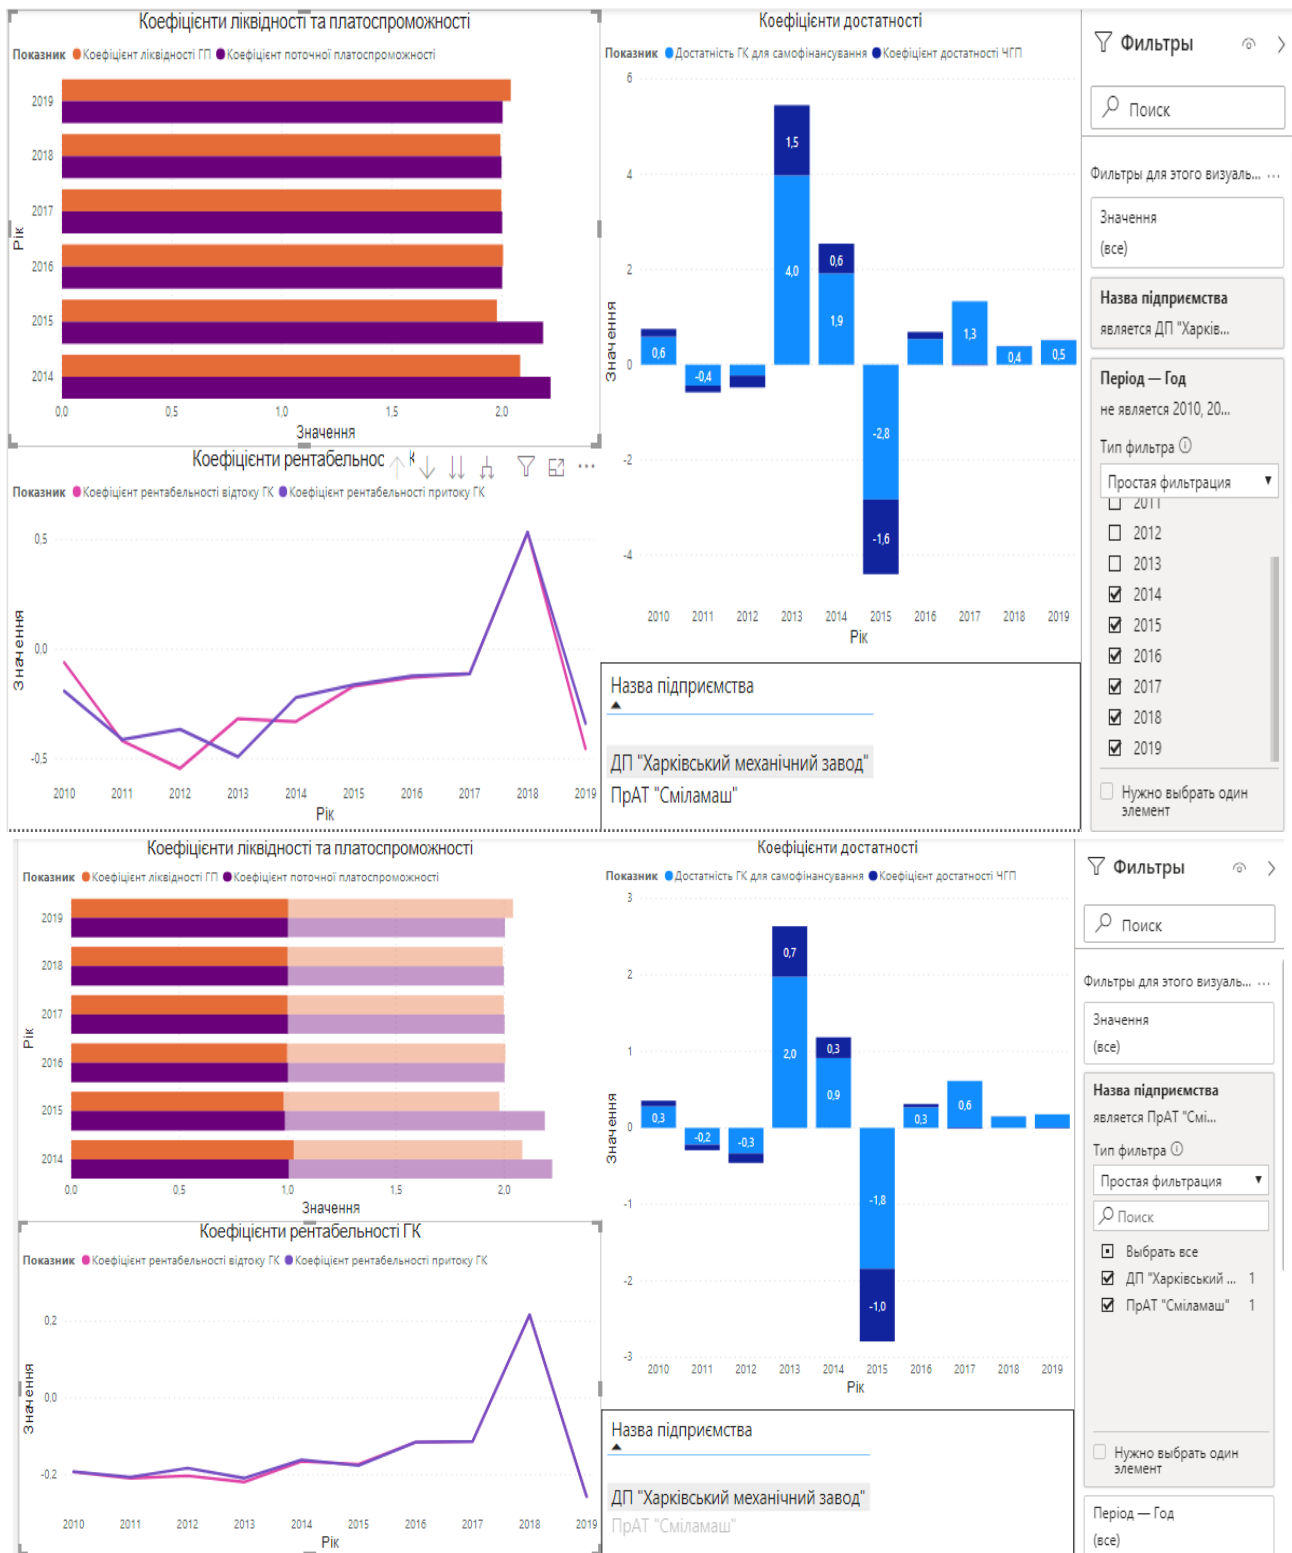 Коефіцієнти ліквідності та платоспроможності
Показник Коефіцієнт ліквідності ГП Коефіцієнт поточної платоспроможності
2019
2018
2017
2016
2015
2014
Рік
0,0 0,5 1,0 1,5 2,0
Значення
Коефіцієнти достатності
Показник Достатність ГК для самофінансування Коефіцієнт достатності ЧГП
6
4
2
0
-2
-4
Значення
0,6
-0,4
1,5
4,0
0,6
1,9
-2,8
-1,6
1,3
0,4
0,5
2010 2011 2012 2013 2014 2015 2016 2017 2018 2019
Рік
Коефіцієнти рентабельнос
Показник Коефіцієнт рентабельності відтоку ГК Коефіцієнт рентабельності притоку ГК
0,5
0,0
-0,5
Значення
2010 2011 2012 2013 2014 2015 2016 2017 2018 2019
Рік
Назва підприємства
ДП "Харківський механічний завод"
ПрАТ "Сміламаш"
Фильтры
Поиск
Фильтры для этого визуаль... ...
Значення
(все)
Назва підприємства
является ДП "Харків...
Період — Год
не является 2010, 20...
Тип фильтра
Простая фильтрация
2011
2012
2013
2014
2015
2016
2017
2018
2019
Нужно выбрать один
элемент
Коефіцієнти ліквідності та платоспроможності
Показник Коефіцієнт ліквідності ГП Коефіцієнт поточної платоспроможності
2019
2018
2017
2016
2015
2014
Рік
0,0 0,5 1,0 1,5 2,0
Значення
Коефіцієнти достатності
Показник Достатність ГК для самофінансування Коефіцієнт достатності ЧГП
3
2
1
0
-1
-2
-3
Значення
0,3
-0,2
-0,3
0,7
2,0
0,3
0,9
-1,8
-1,0
0,3
0,6
2010 2011 2012 2013 2014 2015 2016 2017 2018 2019
Рік
Коефіцієнти рентабельності ГК
Показник Коефіцієнт рентабельності відтоку ГК Коефіцієнт рентабельності притоку ГК
0,2
0,0
-0,2
Значення
2010 2011 2012 2013 2014 2015 2016 2017 2018 2019
Рік
Назва підприємства
ДП "Харківський механічний завод"
ПрАТ "Сміламаш"
Фильтры
Поиск
Фильтры для этого визуаль... ...
Значення
(все)
Назва підприємства
является ПрАТ "Смі...
Тип фильтра
Простая фильтрация
Поиск
Выбрать все
ДП "Харківський ... 1
ПрАТ "Сміламаш" 1
Нужно выбрать один
элемент
Період — Год
(все)